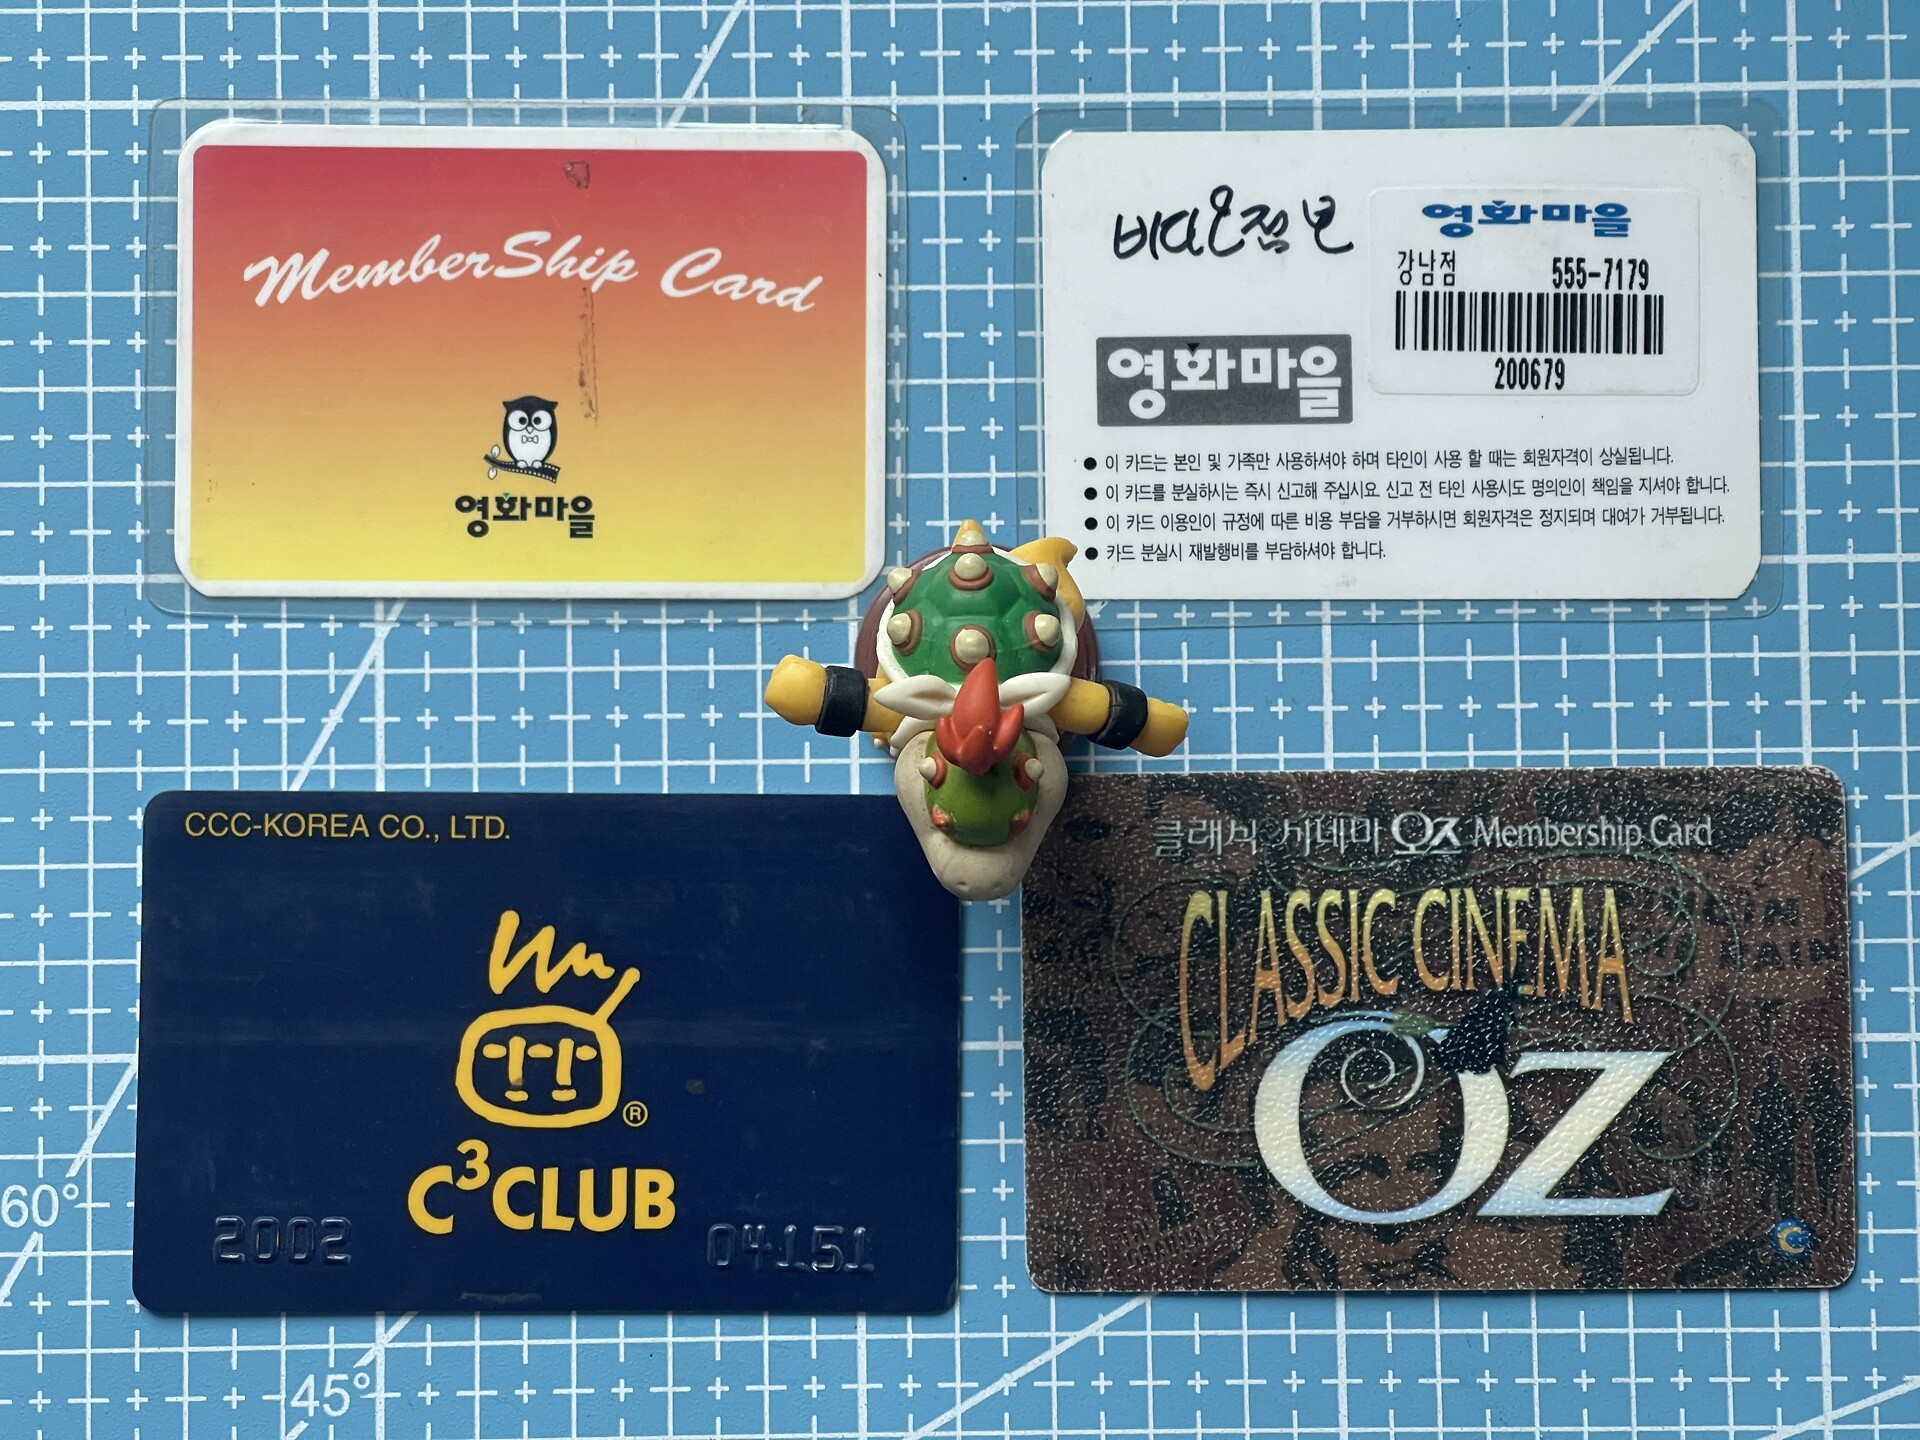 MemberShip Card
영화마을
영화마을
강남점 555-7179
200679
영화마을
● 이 카드는 본인 및 가족만 사용하셔야 하며 타인이 사용 할 때는 회원자격이 상실됩니다.
● 이 카드를 분실하시는 즉시 신고해 주십시요. 신고 전 타인 사용시도 명의인이 책임을 지셔야 합니다.
● 이 카드 이용인이 규정에 따른 비용 부담을 거부하시면 회원자격은 정지되며 대여가 거부됩니다.
● 카드 분실시 재발행비를 부담하셔야 합니다.
CCC-KOREA CO., LTD.
®
C³CLUB
2002 04151
클래식 시네마 오즈 Membership Card
CLASSIC CINEMA
OZ
60°
45°